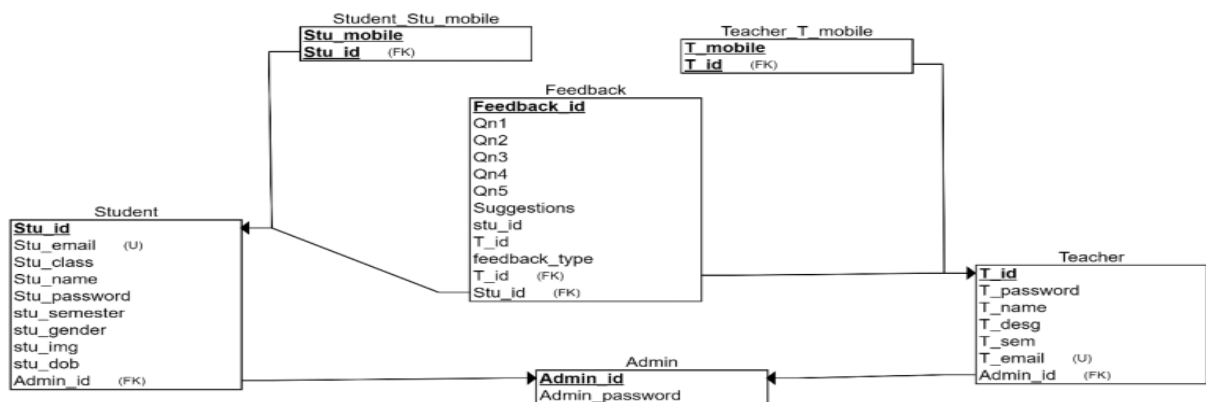 Student_Stu_mobile
Stu_mobile
Stu_id (FK)
Teacher_T_mobile
T_mobile
T_id (FK)
Feedback
Feedback_id
Qn1
Qn2
Qn3
Qn4
Qn5
Suggestions
stu_id
T_id
feedback_type
T_id (FK)
Stu_id (FK)
Student
Stu_id
Stu_email (U)
Stu_class
Stu_name
Stu_password
stu_semester
stu_gender
stu_img
stu_dob
Admin_id (FK)
Teacher
T_id
T_password
T_name
T_desg
T_sem
T_email (U)
Admin_id (FK)
Admin
Admin_id
Admin_password